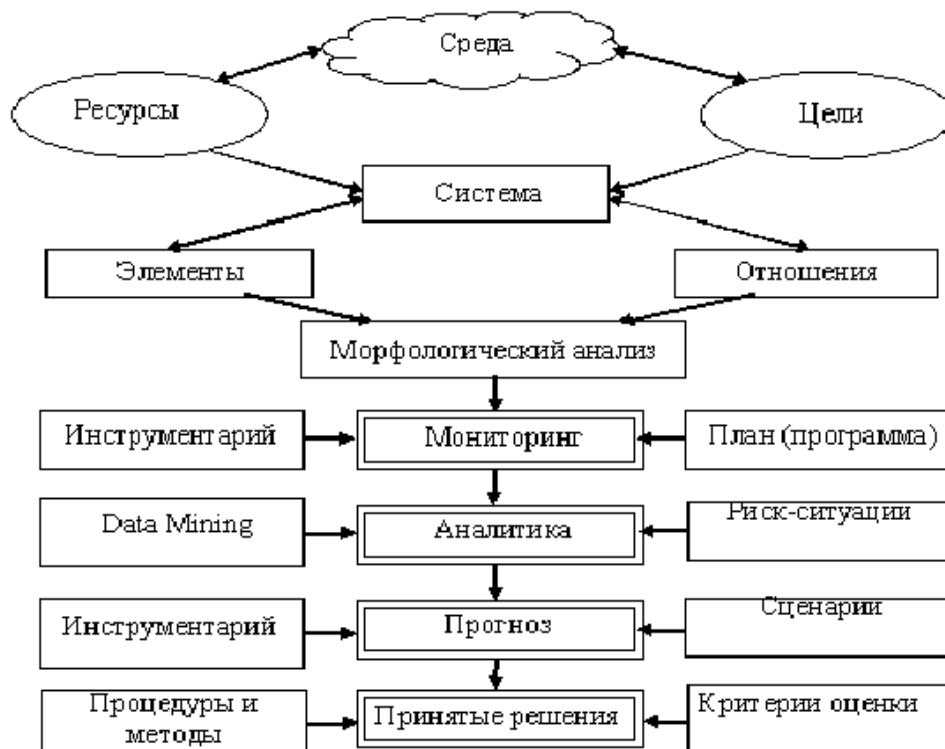 Среда
Ресурсы
Цели
Система
Элементы
Отношения
Морфологический анализ
Инструментарий
Мониторинг
План (программа)
Data Mining
Аналитика
Риск-ситуации
Инструментарий
Прогноз
Сценарии
Процедуры и
методы
Принятые решения
Критерии оценки